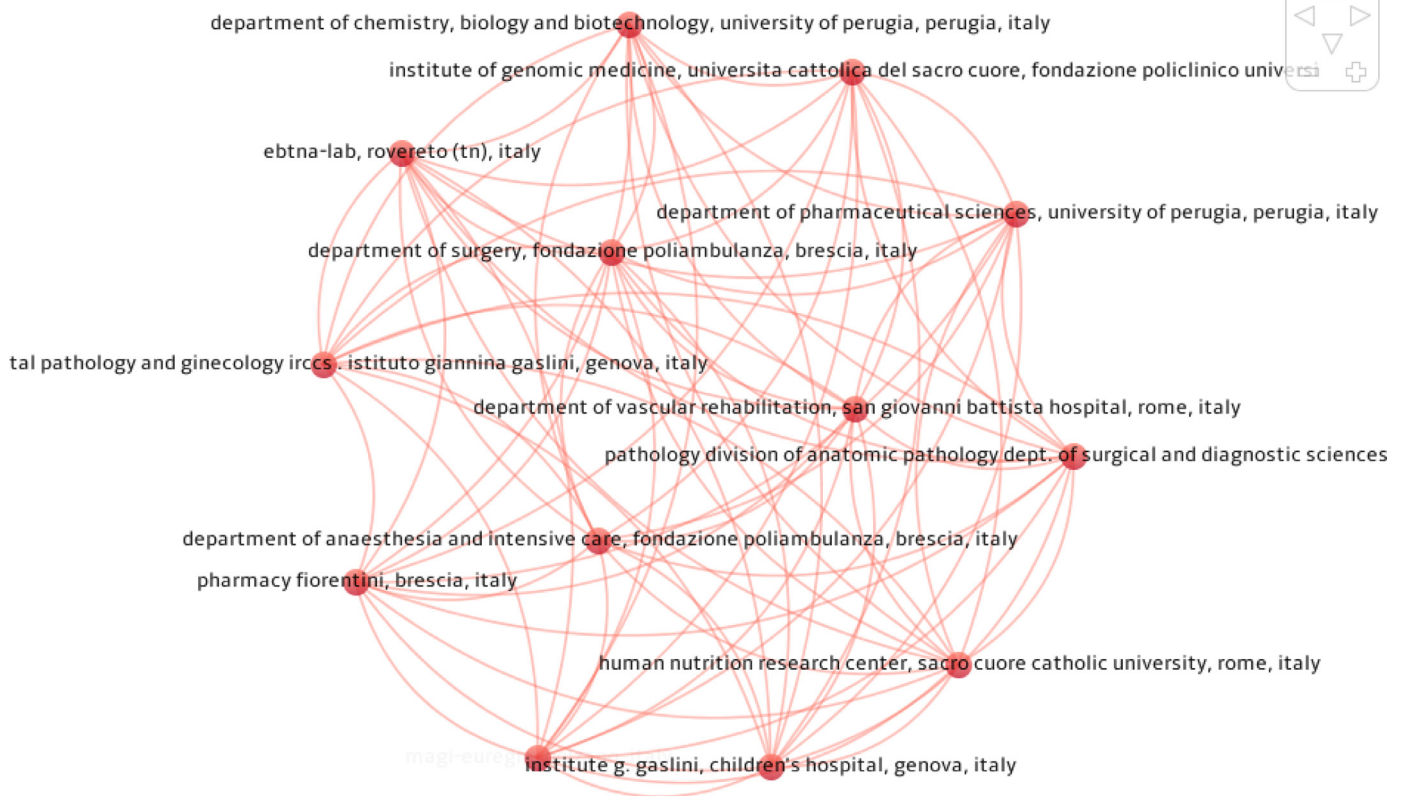 department of chemistry, biology and biotechnology, university of perugia, perugia, italy
institute of genomic medicine, universita cattolica del sacro cuore, fondazione policlinico universi
ebtna-lab, rovereto (tn), italy
department of pharmaceutical sciences, university of perugia, perugia, italy
department of surgery, fondazione poliambulanza, brescia, italy
tal pathology and ginecology irccs . istituto giannina gaslini, genova, italy
department of vascular rehabilitation, san giovanni battista hospital, rome, italy
pathology division of anatomic pathology dept. of surgical and diagnostic sciences
department of anaesthesia and intensive care, fondazione poliambulanza, brescia, italy
pharmacy fiorentini, brescia, italy
human nutrition research center, sacro cuore catholic university, rome, italy
institute g. gaslini, children's hospital, genova, italy